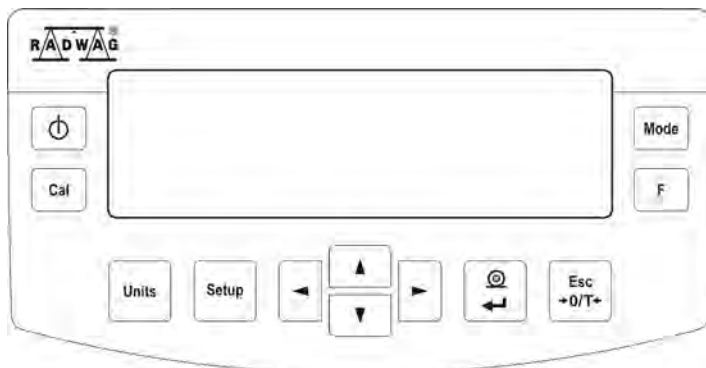 RADWAG®
Mode
Cal
F
Units
Setup
Esc
→0/T←